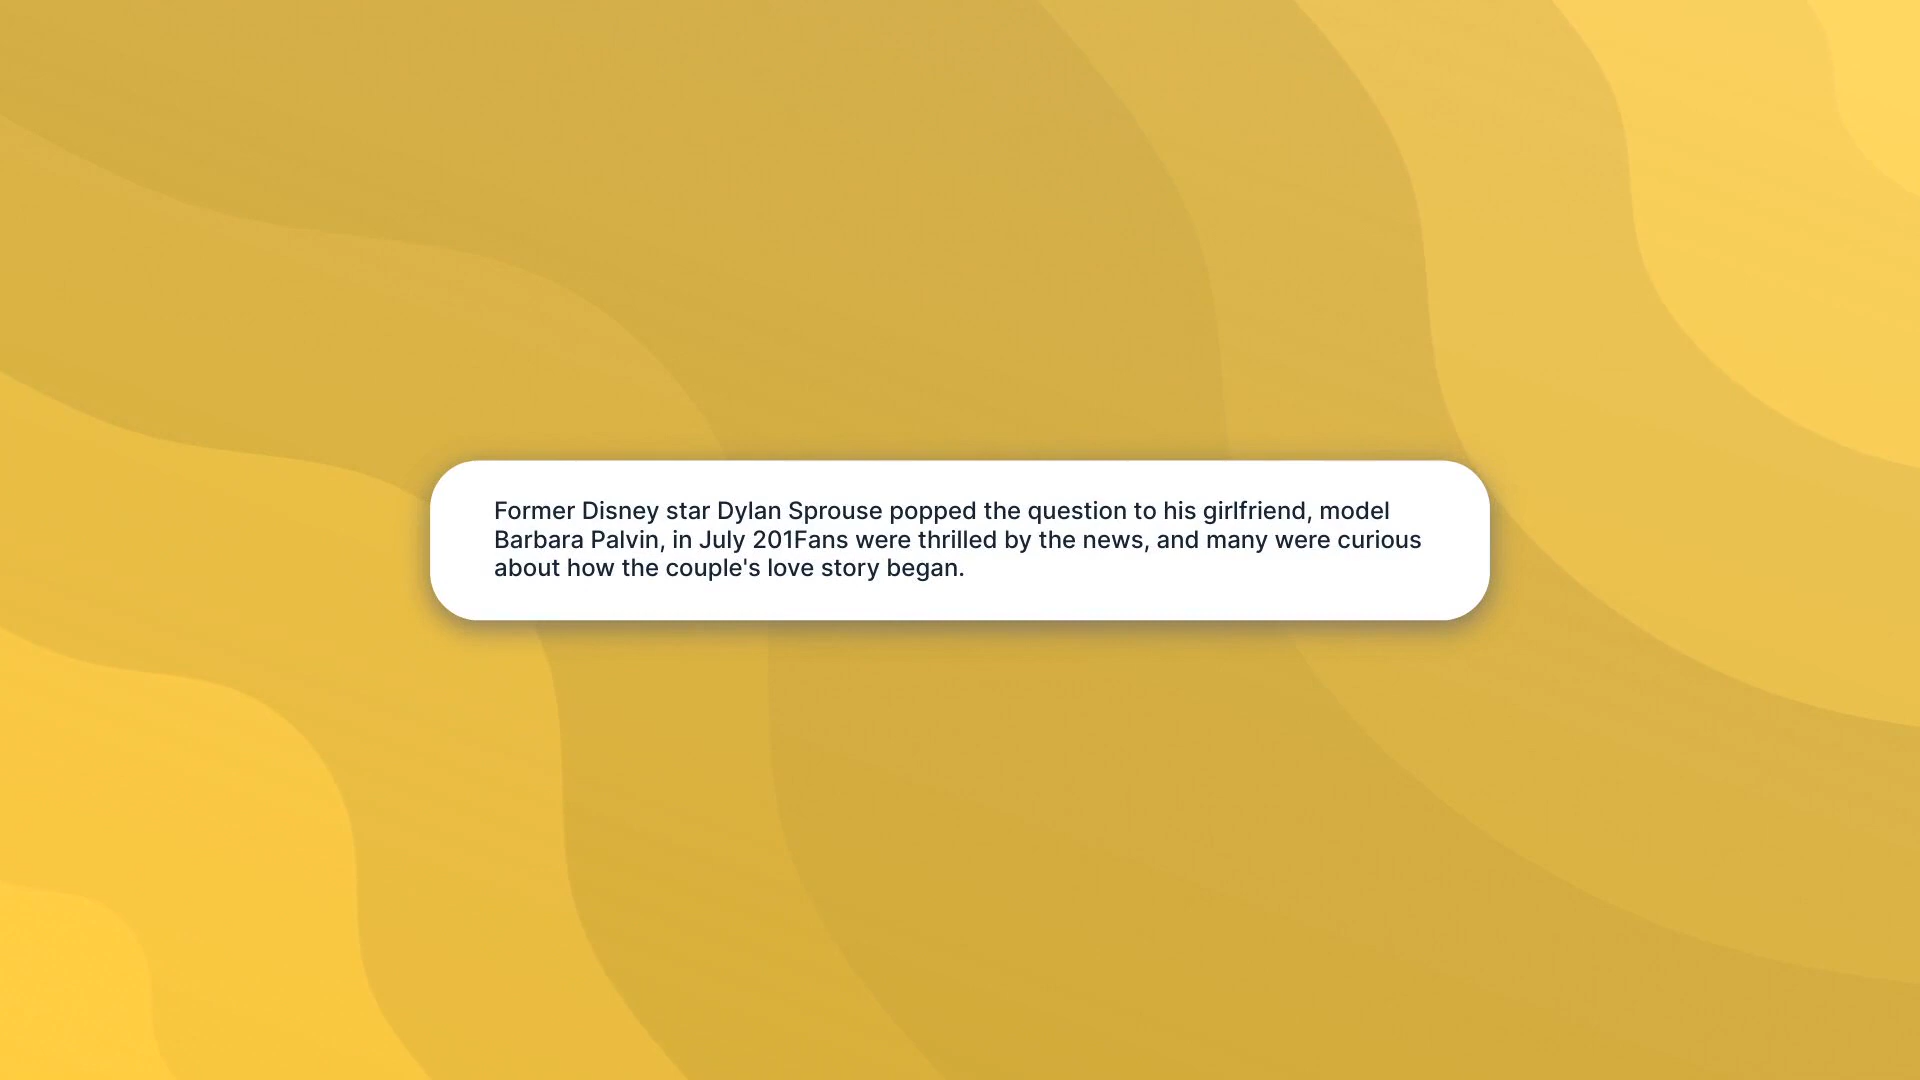 Former Disney star Dylan Sprouse popped the question to his girlfriend, model
Barbara Palvin, in July 201Fans were thrilled by the news, and many were curious
about how the couple's love story began.